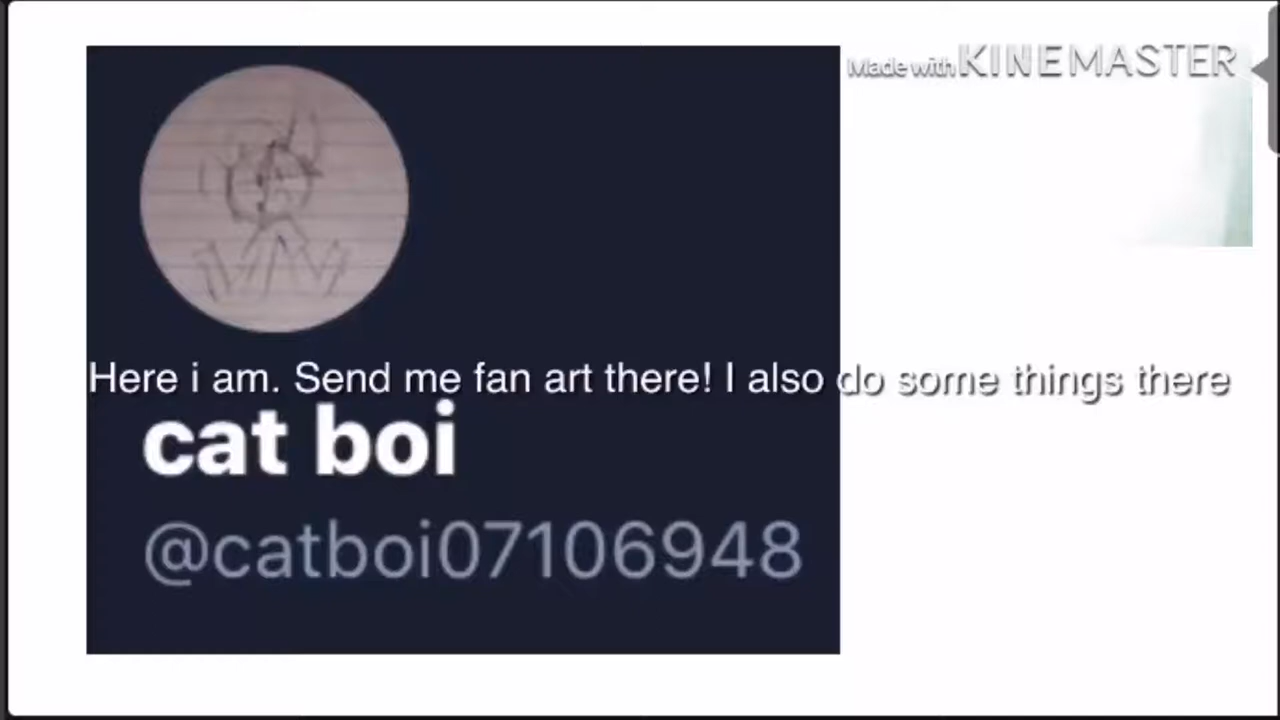 Made with KINEMASTER
Here i am. Send me fan art there! I also do some things there
cat boi
@catboi07106948